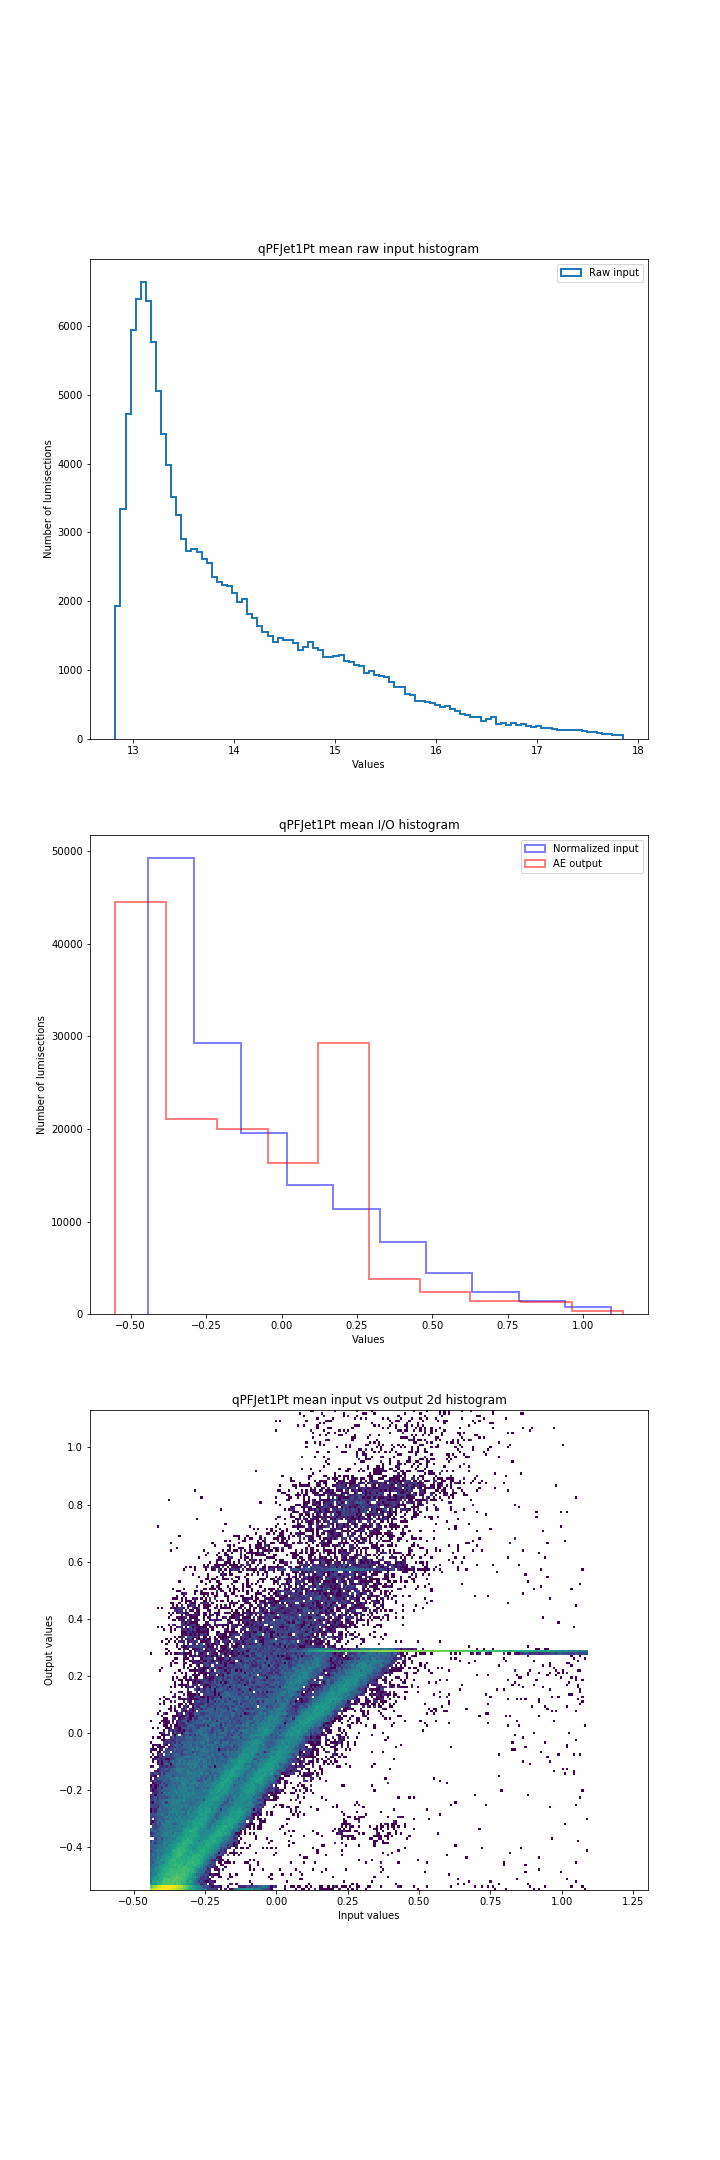 qPFJet1Pt mean raw input histogram
Raw input
6000
5000
4000
3000
2000
1000
0
Number of lumisections
13 14 15 16 17 18
Values
qPFJet1Pt mean I/O histogram
Normalized input
AE output
50000
40000
30000
20000
10000
0
Number of lumisections
−0.50 −0.25 0.00 0.25 0.50 0.75 1.00
Values
qPFJet1Pt mean input vs output 2d histogram
1.0
0.8
0.6
0.4
0.2
0.0
−0.2
−0.4
Output values
−0.50 −0.25 0.00 0.25 0.50 0.75 1.00 1.25
Input values